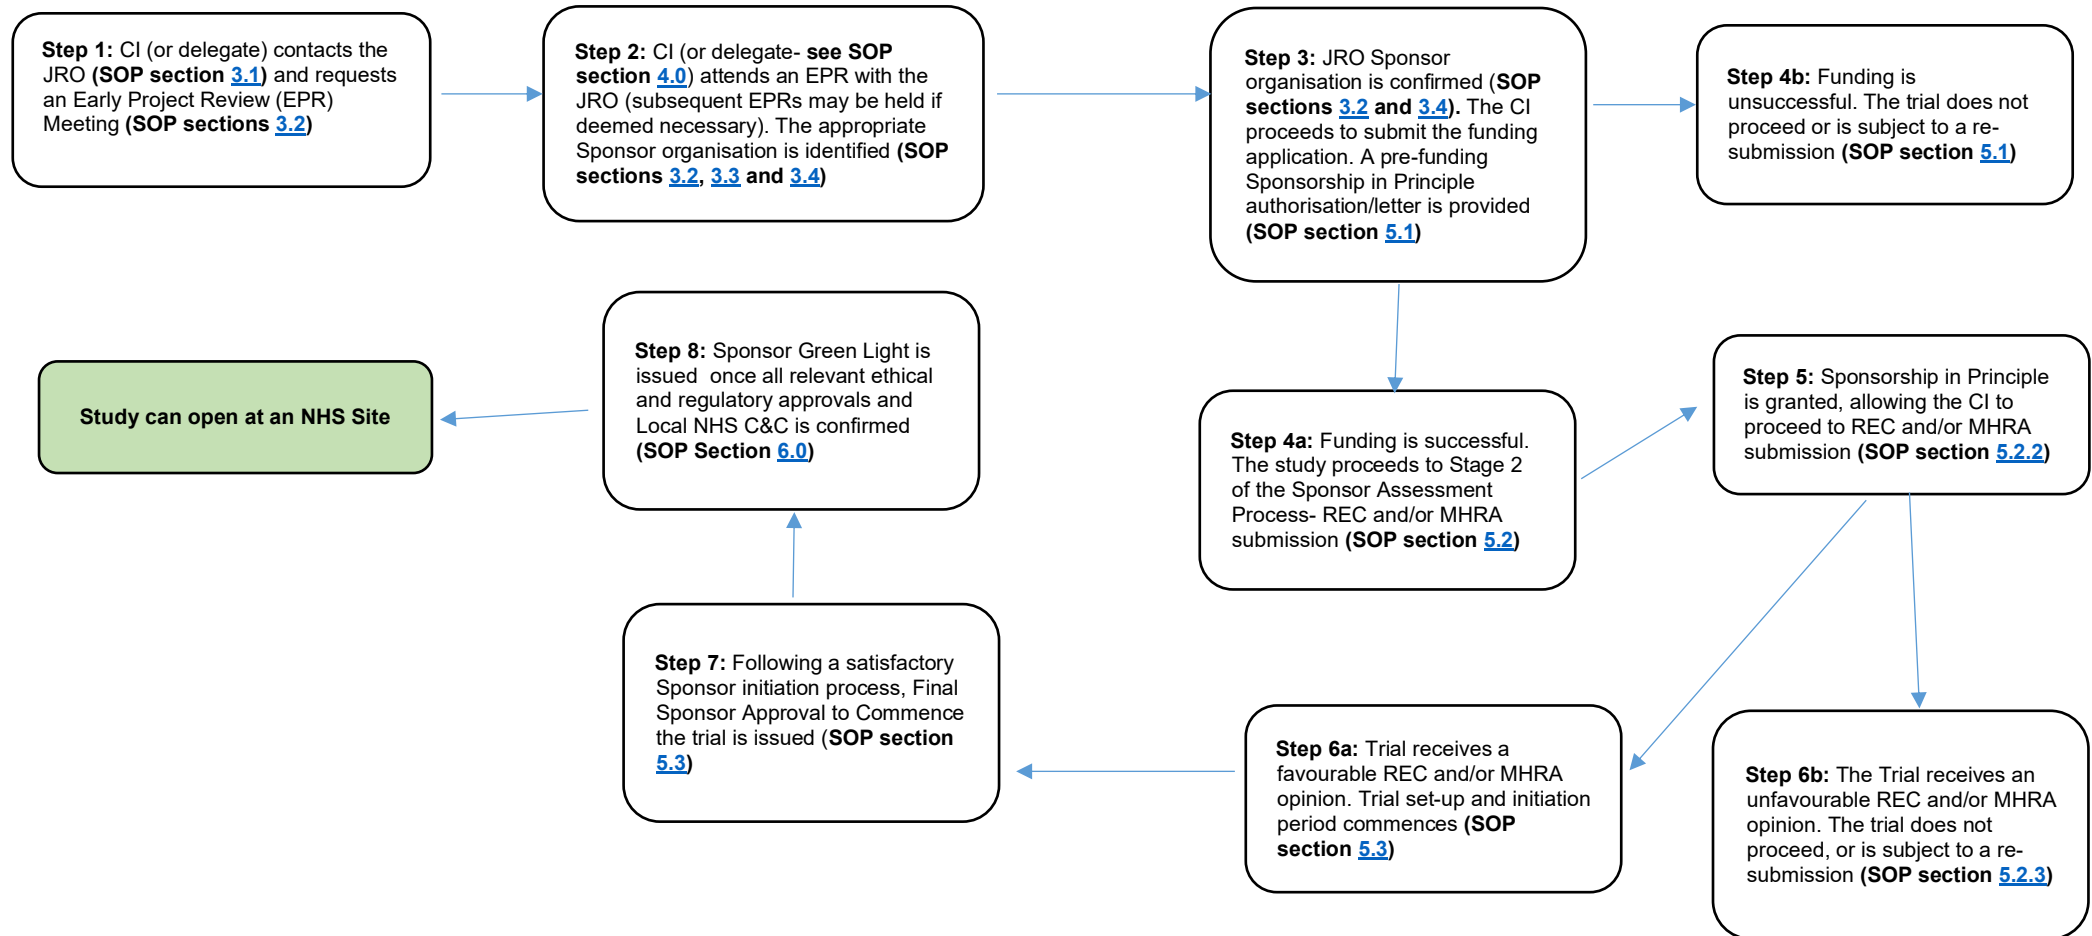 Step 1: CI (or delegate) contacts the
JRO (SOP section 3.1) and requests
an Early Project Review (EPR)
Meeting (SOP sections 3.2)
Step 2: CI (or delegate- see SOP
section 4.0) attends an EPR with the
JRO (subsequent EPRs may be held if
deemed necessary). The appropriate
Sponsor organisation is identified (SOP
sections 3.2, 3.3 and 3.4)
Step 3: JRO Sponsor
organisation is confirmed (SOP
sections 3.2 and 3.4). The CI
proceeds to submit the funding
application. A pre-funding
Sponsorship in Principle
authorisation/letter is provided
(SOP section 5.1)
Step 4b: Funding is
unsuccessful. The trial does not
proceed or is subject to a re-
submission (SOP section 5.1)
Step 4a: Funding is successful.
The study proceeds to Stage 2
of the Sponsor Assessment
Process- REC and/or MHRA
submission (SOP section 5.2)
Step 5: Sponsorship in Principle
is granted, allowing the CI to
proceed to REC and/or MHRA
submission (SOP section 5.2.2)
Step 6a: Trial receives a
favourable REC and/or MHRA
opinion. Trial set-up and initiation
period commences (SOP
section 5.3)
Step 6b: The Trial receives an
unfavourable REC and/or MHRA
opinion. The trial does not
proceed, or is subject to a re-
submission (SOP section 5.2.3)
Step 7: Following a satisfactory
Sponsor initiation process, Final
Sponsor Approval to Commence
the trial is issued (SOP section
5.3)
Step 8: Sponsor Green Light is
issued once all relevant ethical
and regulatory approvals and
Local NHS C&C is confirmed
(SOP Section 6.0)
Study can open at an NHS Site